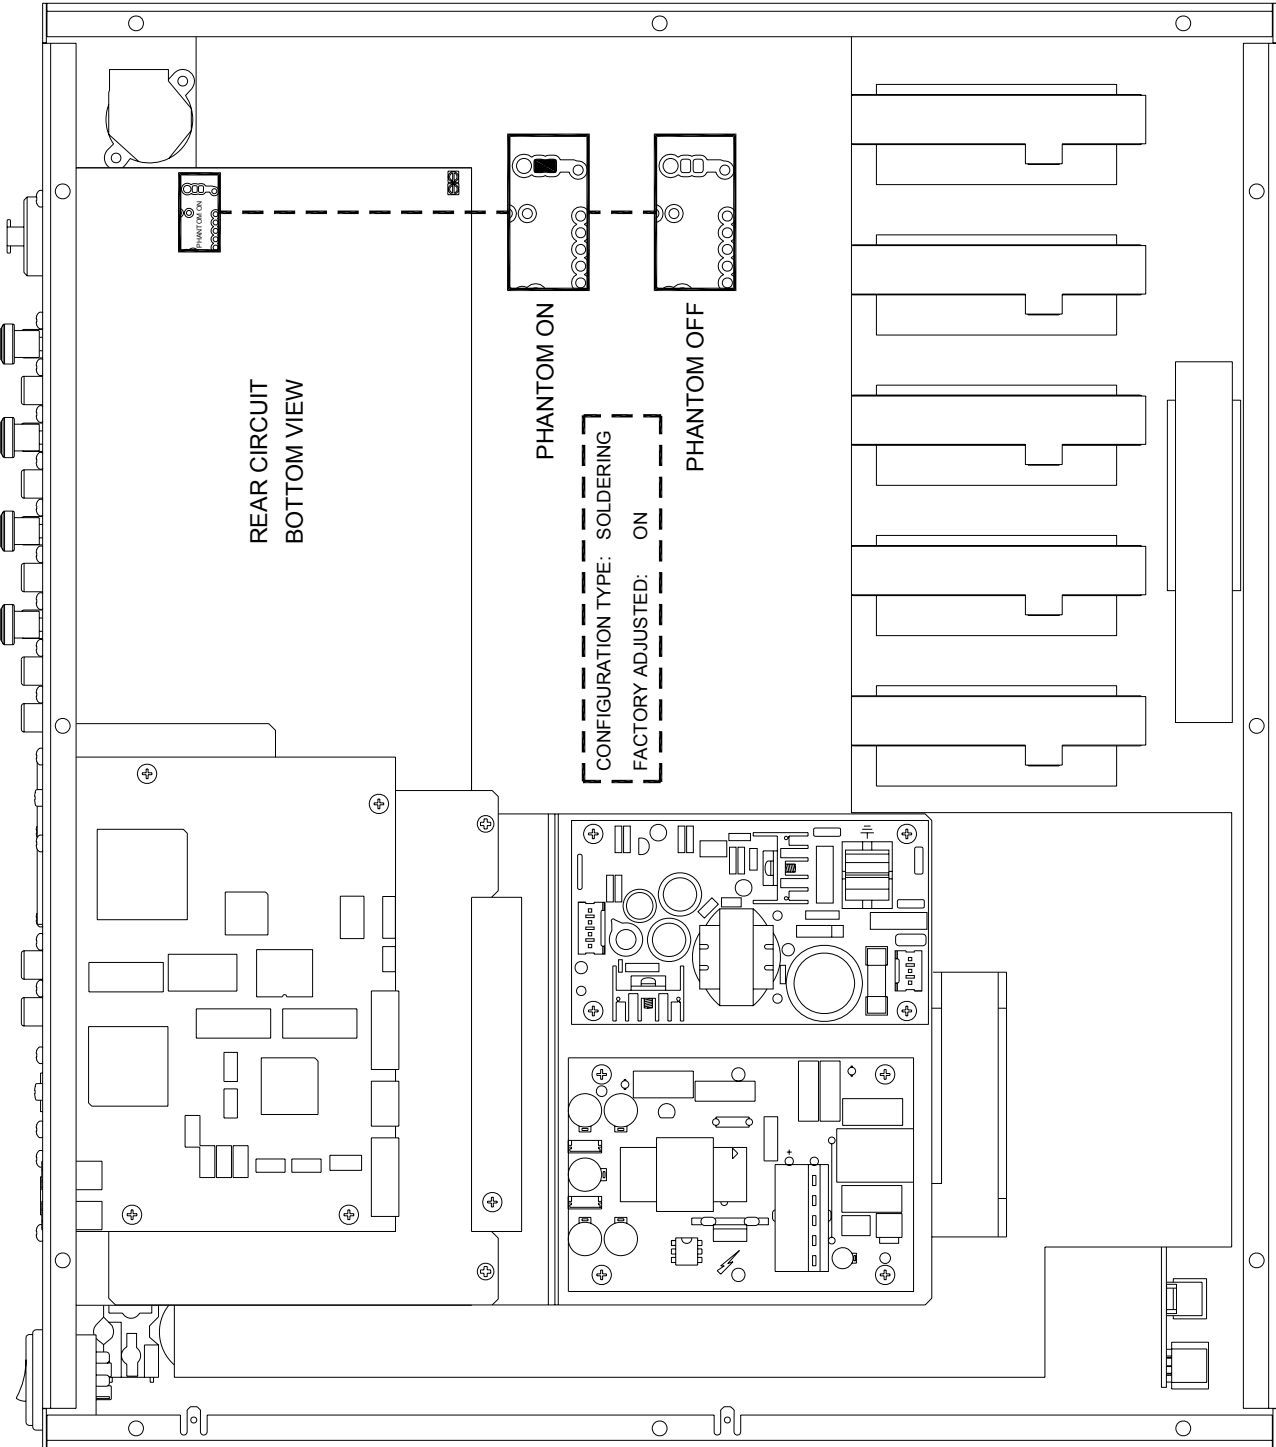 PHANTOM ON
REAR CIRCUIT
BOTTOM VIEW
PHANTOM ON
PHANTOM OFF
CONFIGURATION TYPE: SOLDERING
FACTORY ADJUSTED: ON